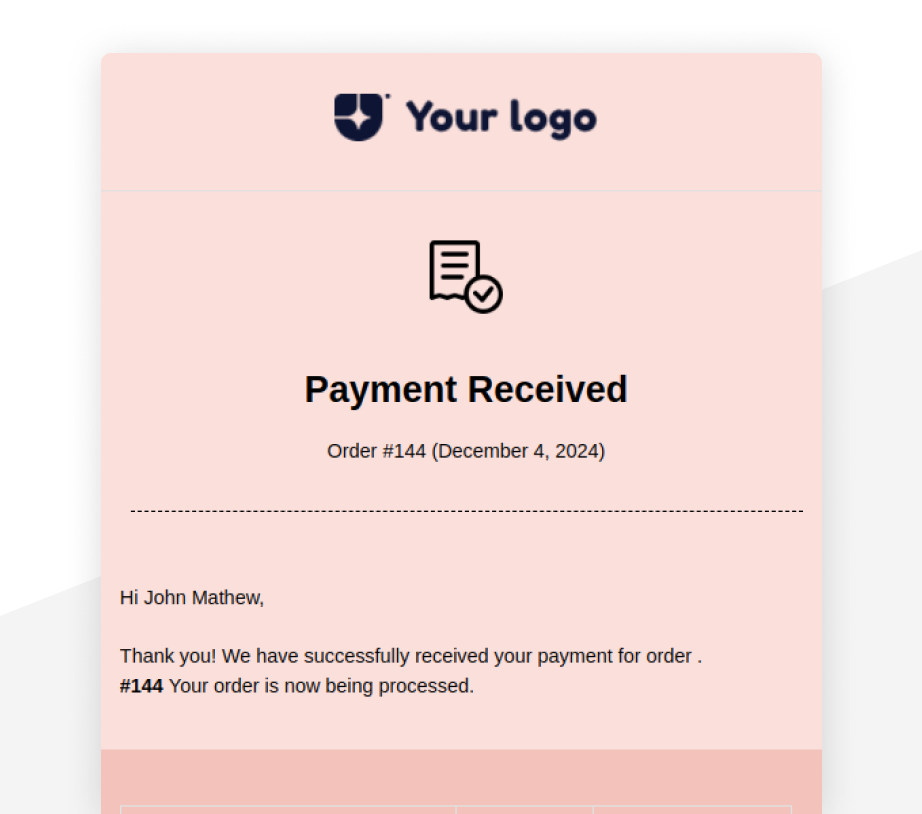 Your logo
Payment Received
Order #144 (December 4, 2024)
Hi John Mathew,
Thank you! We have successfully received your payment for order .
#144 Your order is now being processed.